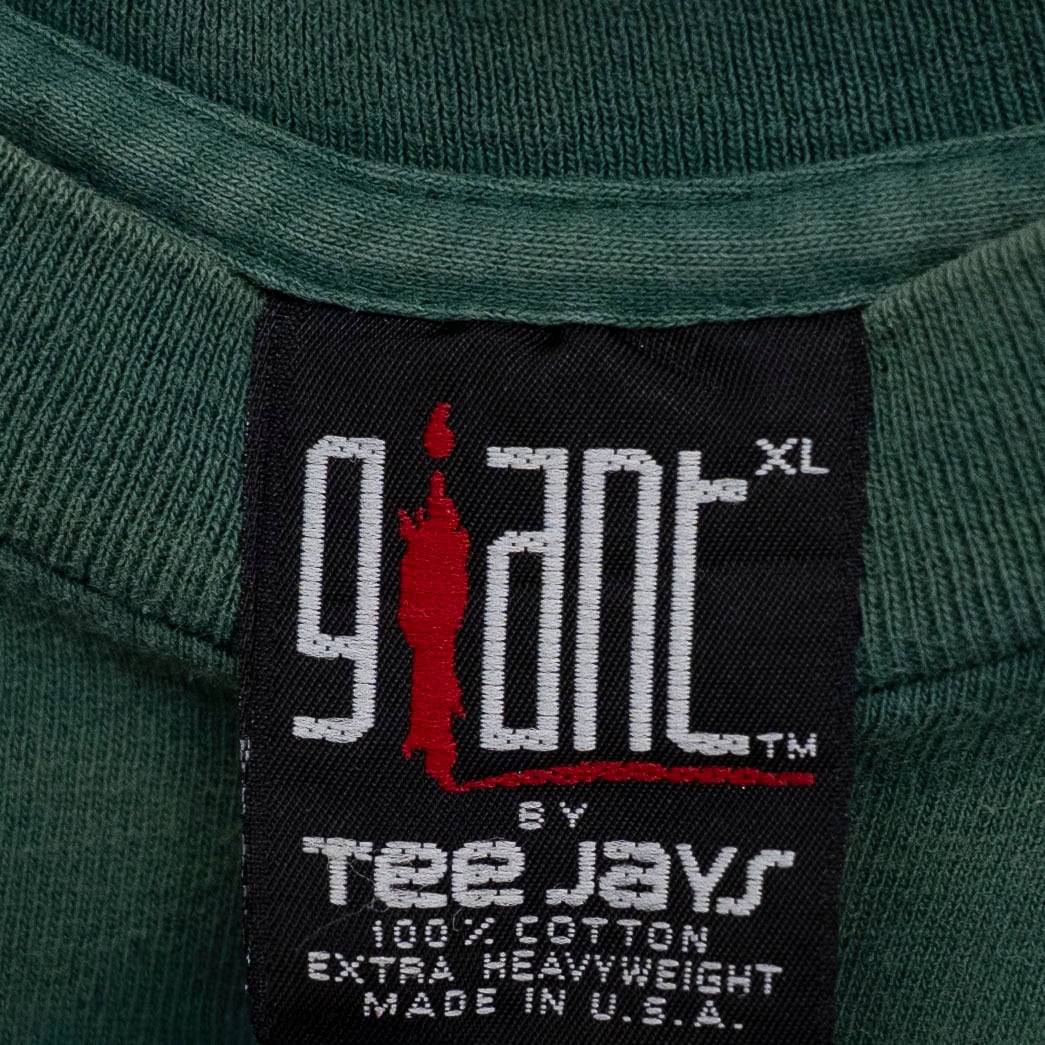 giant XL
TM
BY
Tee Jays
100% COTTON
EXTRA HEAVYWEIGHT
MADE IN U.S.A.